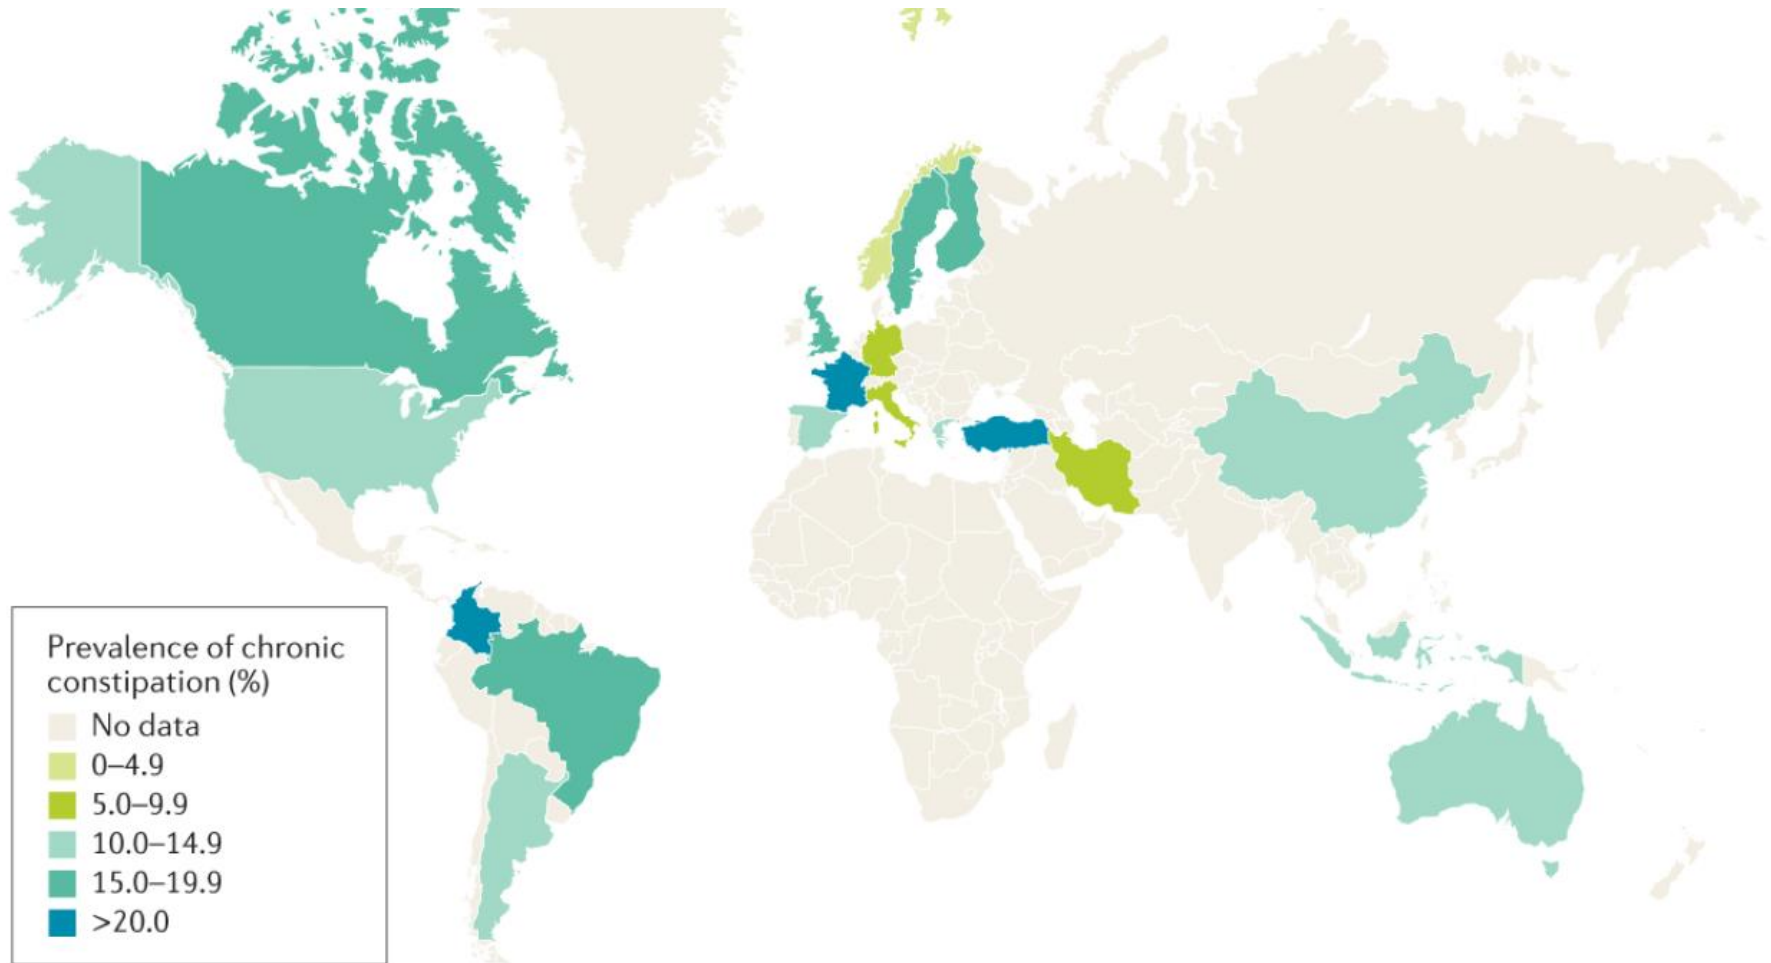 Prevalence of chronic
constipation (%)
No data
0–4.9
5.0–9.9
10.0–14.9
15.0–19.9
>20.0